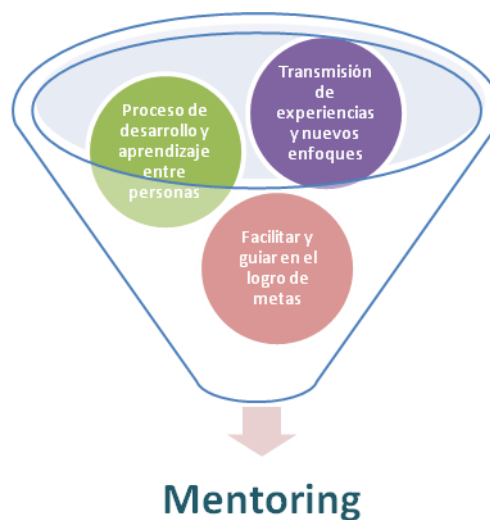 Proceso de
desarrollo y
aprendizaje
entre
personas
Transmisión
de
experiencias
y nuevos
enfoques
Facilitar y
guiar en el
logro de
metas
Mentoring